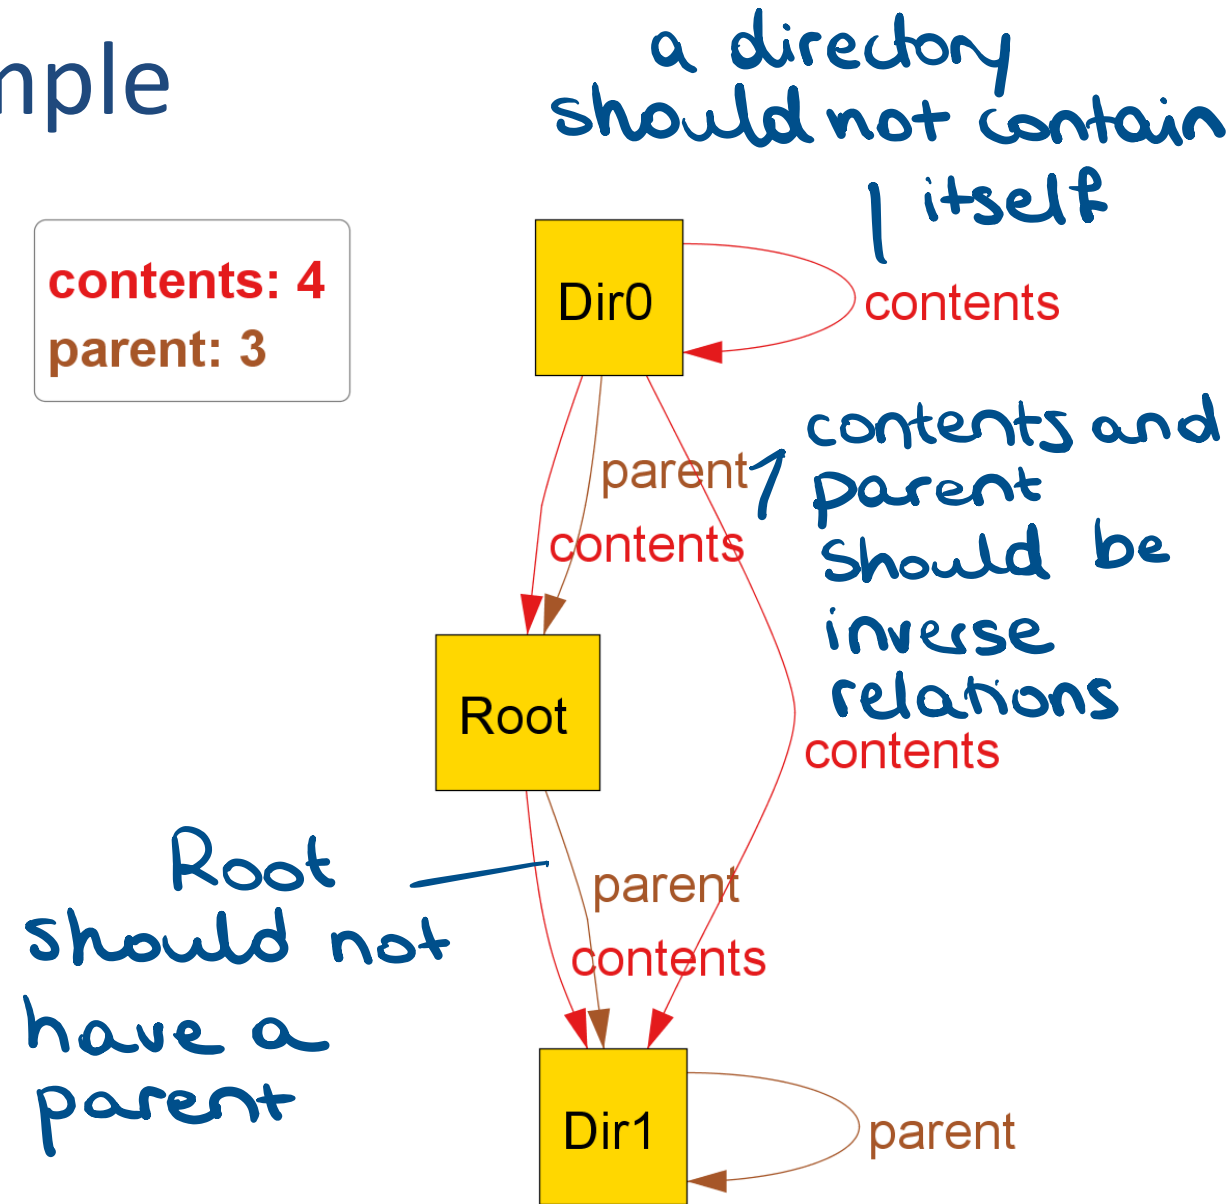 mple
a directory
should not contain
itself
contents: 4
parent: 3
Dir0
contents
contents and
parent
parent
should be
contents
inverse
relations
Root
contents
Root
should not
have a
parent
parent
contents
Dir1
parent